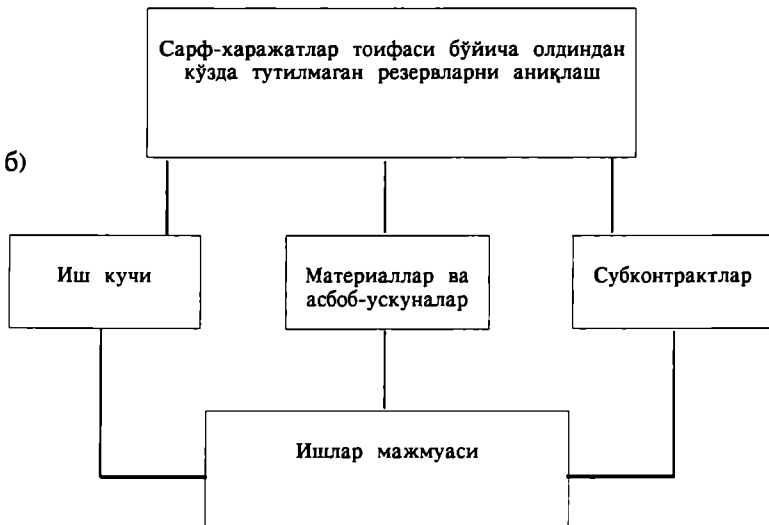 Сарф-харажатлар тоифаси бўйича олдиндан
кўзда тутилмаган резервларни аниқлаш
б)
Иш кучи
Материаллар ва
асбоб-ускуналар
Субконтрактлар
Ишлар мажмуаси